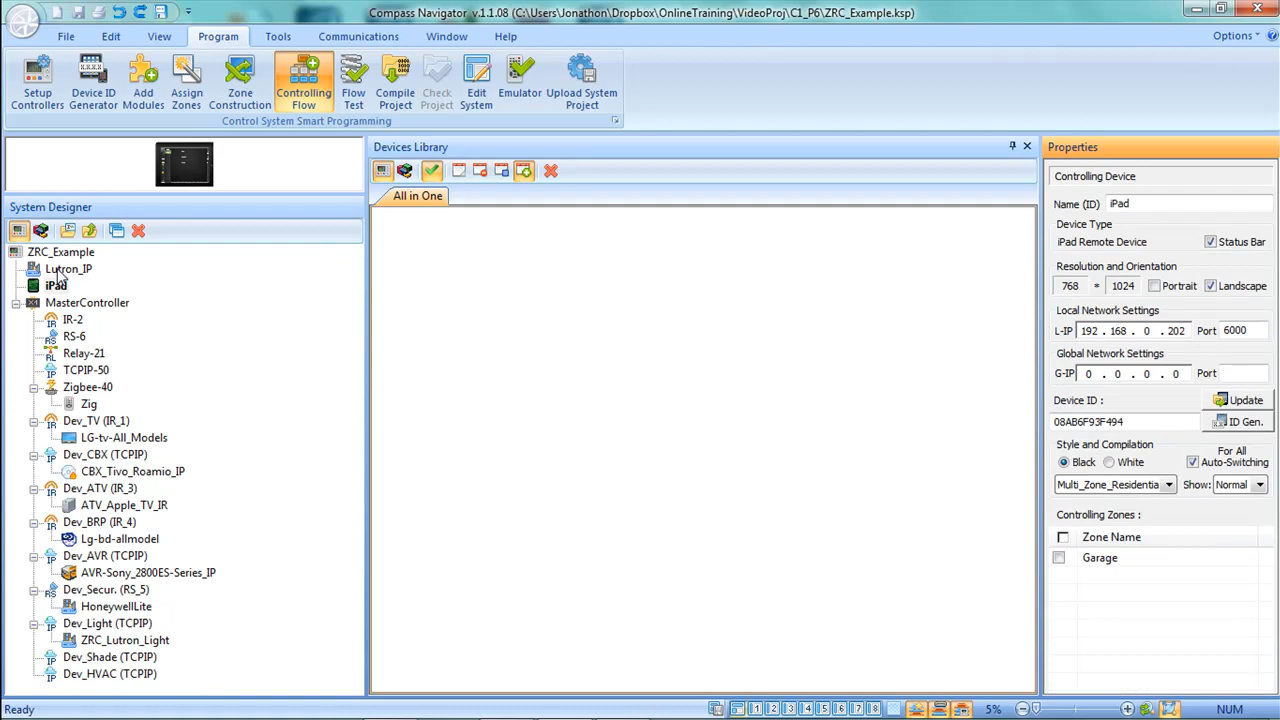 Compass Navigator v.1.1.08 (C:\Users\Jonathon\Dropbox\OnlineTraining\VideoProj\C1_P6\ZRC_Example.ksp)
File Edit View Program Tools Communications Window Help Options
Setup Controllers
Device ID Generator
Add Modules
Assign Zones
Zone Construction
Controlling Flow
Flow Test
Compile Project
Check Project
Edit System
Emulator
Upload System Project
Control System Smart Programming
System Designer
ZRC_Example
Lutron_IP
iPad
MasterController
IR-2
RS-6
Relay-21
TCPIP-50
Zigbee-40
Zig
Dev_TV (IR_1)
LG-tv-All_Models
Dev_CBX (TCPIP)
CBX_Tivo_Roamio_IP
Dev_ATV (IR_3)
ATV_Apple_TV_IR
Dev_BRP (IR_4)
Lg-bd-allmodel
Dev_AVR (TCPIP)
AVR-Sony_2800ES-Series_IP
Dev_Secur. (RS_5)
HoneywellLite
Dev_Light (TCPIP)
ZRC_Lutron_Light
Dev_Shade (TCPIP)
Dev_HVAC (TCPIP)
Devices Library
All in One
Properties
Controlling Device
Name (ID) iPad
Device Type
iPad Remote Device Status Bar
Resolution and Orientation
768 * 1024 Portrait Landscape
Local Network Settings
L-IP 192 . 168 . 0 . 202 Port 6000
Global Network Settings
G-IP 0 . 0 . 0 . 0 Port
Device ID : Update
08AB6F93F494 ID Gen.
Style and Compilation For All
Black White Auto-Switching
Multi_Zone_Residentia Show: Normal
Controlling Zones :
Zone Name
Garage
Ready 1 2 3 4 5 6 7 8 5% NUM